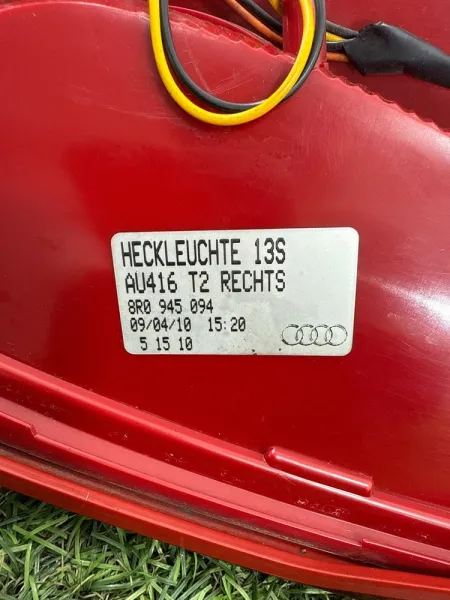 HECKLEUCHTE 13S
AU416 T2 RECHTS
8R0 945 094
09/04/10 15:20
5 15 10